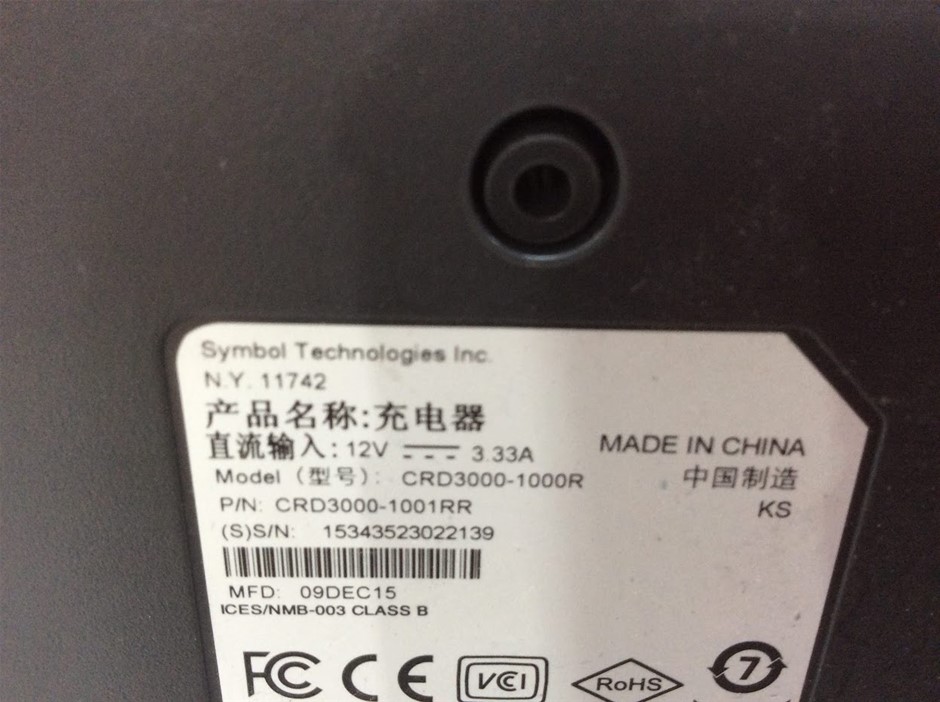 Symbol Technologies Inc.
N.Y. 11742
产品名称:充电器
直流输入:12V 3.33A
MADE IN CHINA
Model (型号): CRD3000-1000R
中国制造
P/N: CRD3000-1001RR
KS
(S)S/N: 15343523022139
MFD: 09DEC15
ICES/NMB-003 CLASS B
FC CE VCCI RoHS 7